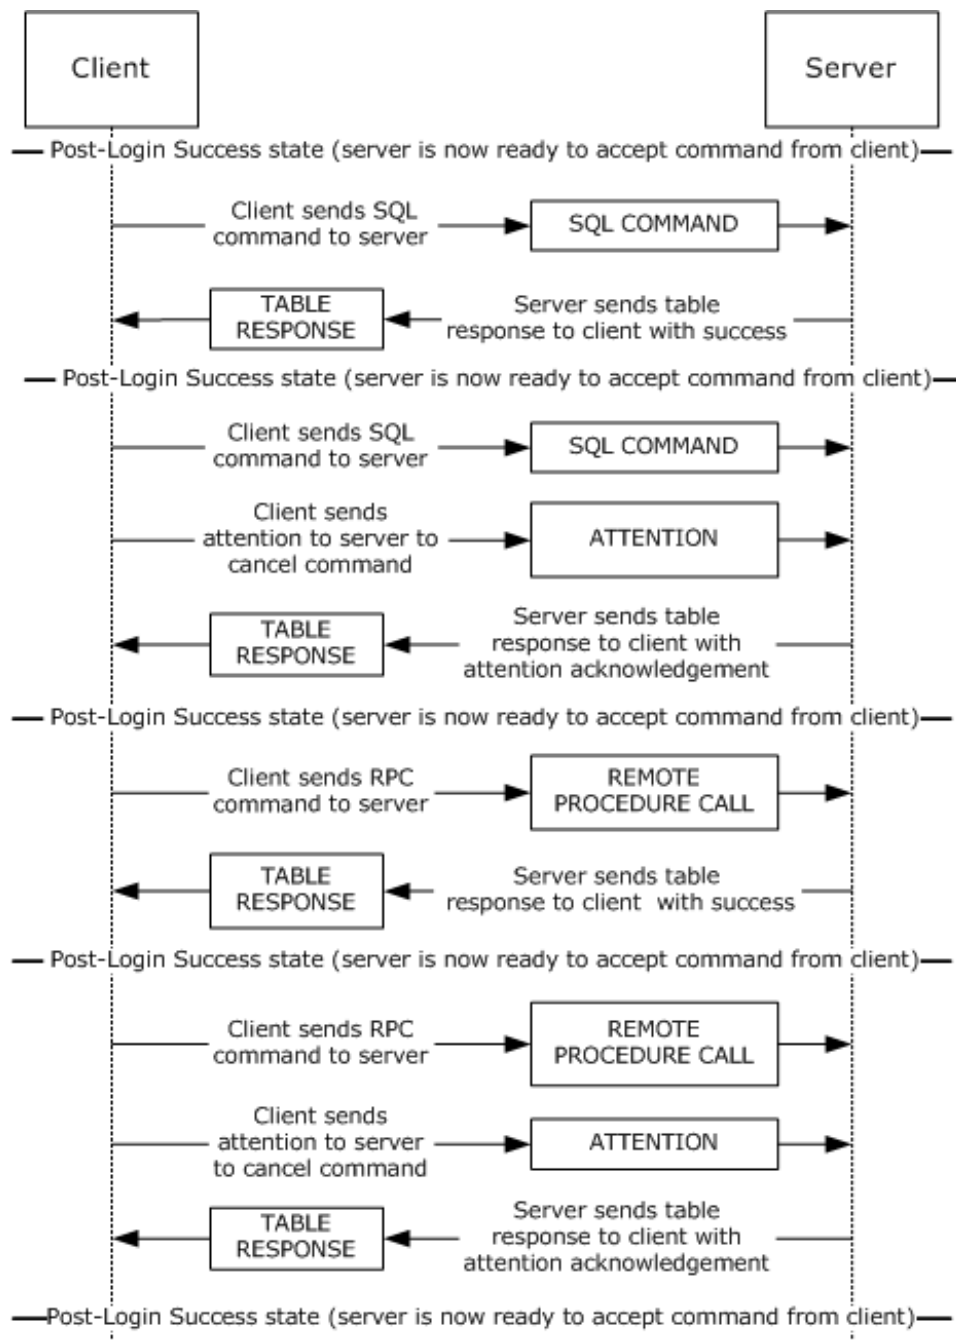 Client
Server
Post-Login Success state (server is now ready to accept command from client)
Client sends SQL
command to server
SQL COMMAND
TABLE
RESPONSE
Server sends table
response to client with success
Post-Login Success state (server is now ready to accept command from client)
Client sends SQL
command to server
SQL COMMAND
Client sends
attention to server to
cancel command
ATTENTION
TABLE
RESPONSE
Server sends table
response to client with
attention acknowledgement
Post-Login Success state (server is now ready to accept command from client)
Client sends RPC
command to server
REMOTE
PROCEDURE CALL
TABLE
RESPONSE
Server sends table
response to client with success
Post-Login Success state (server is now ready to accept command from client)
Client sends RPC
command to server
REMOTE
PROCEDURE CALL
Client sends
attention to server
to cancel command
ATTENTION
TABLE
RESPONSE
Server sends table
response to client with
attention acknowledgement
Post-Login Success state (server is now ready to accept command from client)